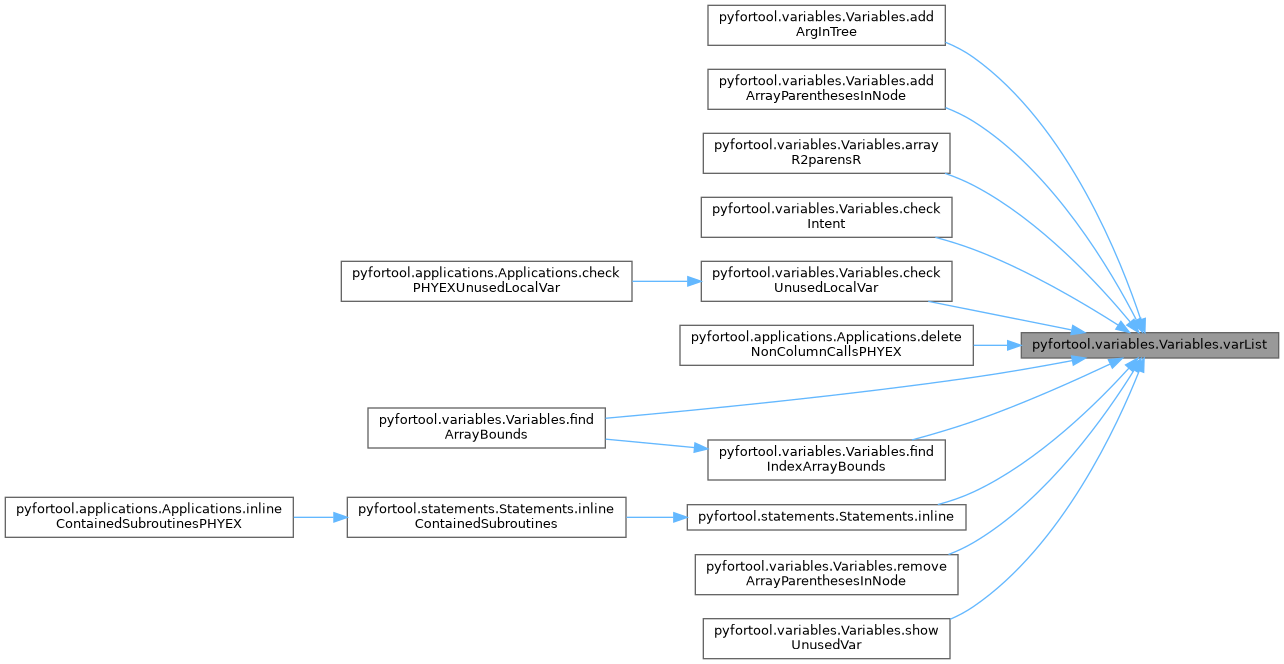 pyfortool.variables.Variables.add
ArgInTree
pyfortool.variables.Variables.add
ArrayParenthesesInNode
pyfortool.variables.Variables.array
R2parensR
pyfortool.variables.Variables.check
Intent
pyfortool.applications.Applications.check
PHYEXUnusedLocalVar
pyfortool.variables.Variables.check
UnusedLocalVar
pyfortool.applications.Applications.delete
NonColumnCallsPHYEX
pyfortool.variables.Variables.varList
pyfortool.variables.Variables.find
ArrayBounds
pyfortool.variables.Variables.find
IndexArrayBounds
pyfortool.applications.Applications.inline
ContainedSubroutinesPHYEX
pyfortool.statements.Statements.inline
ContainedSubroutines
pyfortool.statements.Statements.inline
pyfortool.variables.Variables.remove
ArrayParenthesesInNode
pyfortool.variables.Variables.show
UnusedVar